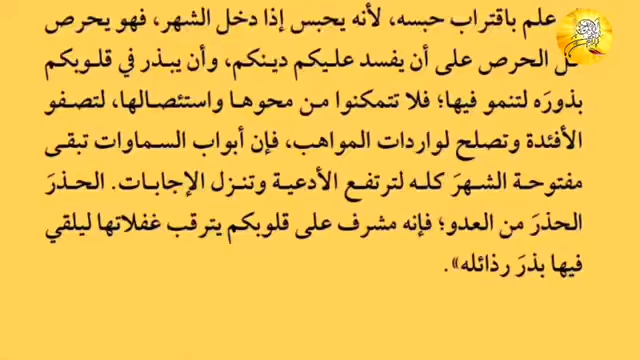 علم باقتراب حبسه، لأنه يحبس إذا دخل الشهر، فهو يحرص
كل الحرص على أن يفسد عليكم دينكم، وأن يبذر في قلوبكم
بذورَه لتنمو فيها؛ فلا تتمكنوا من محوها واستئصالها، لتصفو
الأفئدة وتصلح لواردات المواهب، فإن أبواب السماوات تبقى
مفتوحة الشهرَ كله لترتفع الأدعية وتنزل الإجابات. الحذرَ
الحذرَ من العدو؛ فإنه مشرف على قلوبكم يترقب غفلاتها ليلقي
فيها بذرَ رذائله».